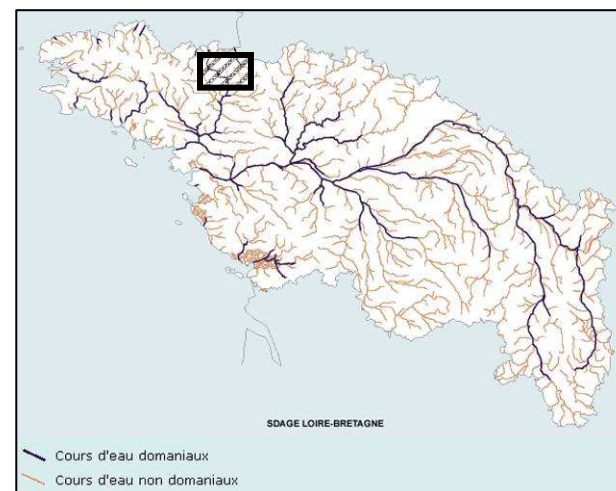 SDAGE LOIRE-BRETAGNE
Cours d'eau domaniaux
Cours d'eau non domaniaux